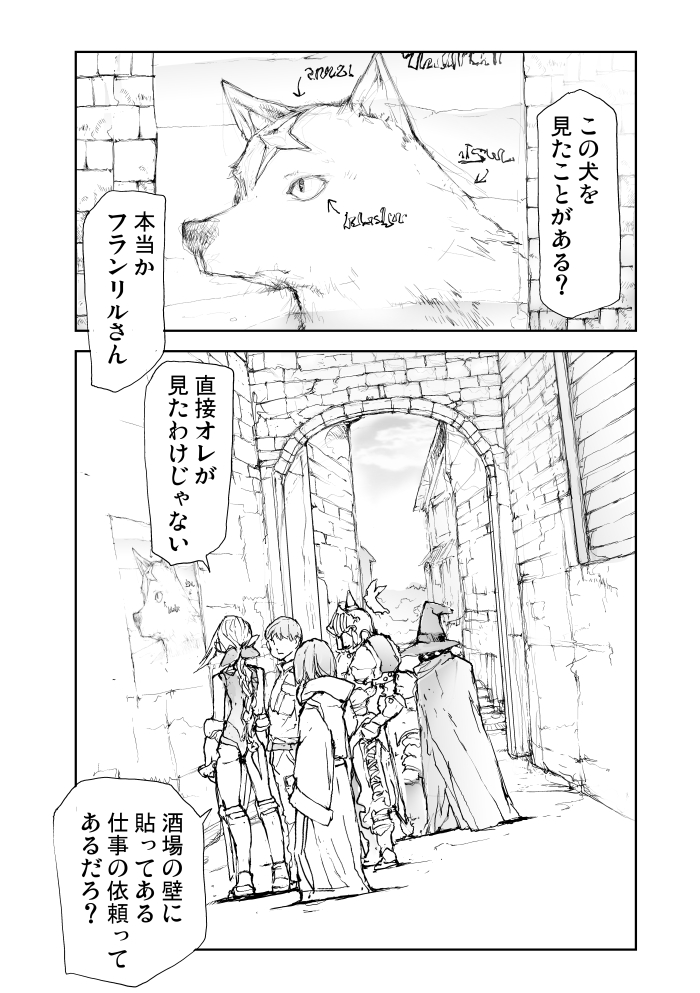 この犬を
見たことがある？
本当か
フランリルさん
直接オレが
見たわけじゃない
酒場の壁に
貼ってある
仕事の依頼って
あるだろ？